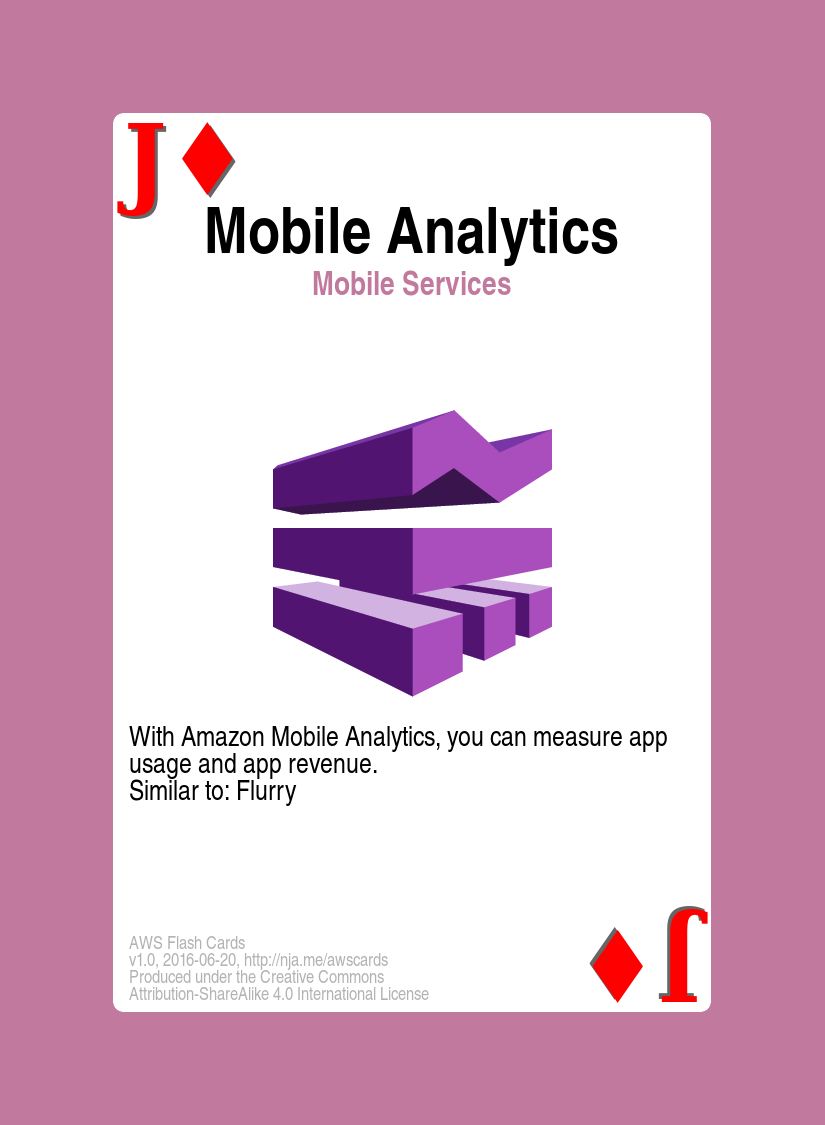 J
Mobile Analytics
Mobile Services
With Amazon Mobile Analytics, you can measure app
usage and app revenue.
Similar to: Flurry
AWS Flash Cards
v1.0, 2016-06-20, http://nja.me/awscards
Produced under the Creative Commons
Attribution-ShareAlike 4.0 International License
J